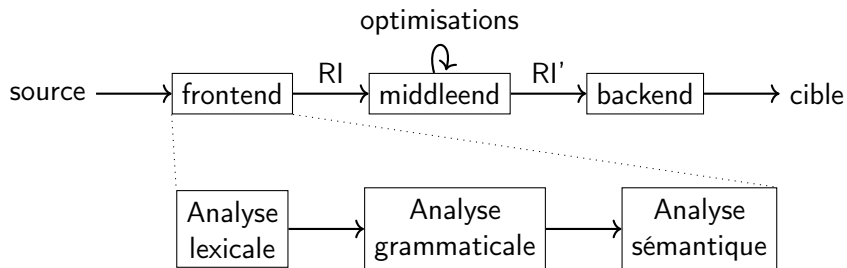 optimisations
source
frontend
RI
middleend
RI'
backend
cible
Analyse
lexicale
Analyse
grammaticale
Analyse
sémantique